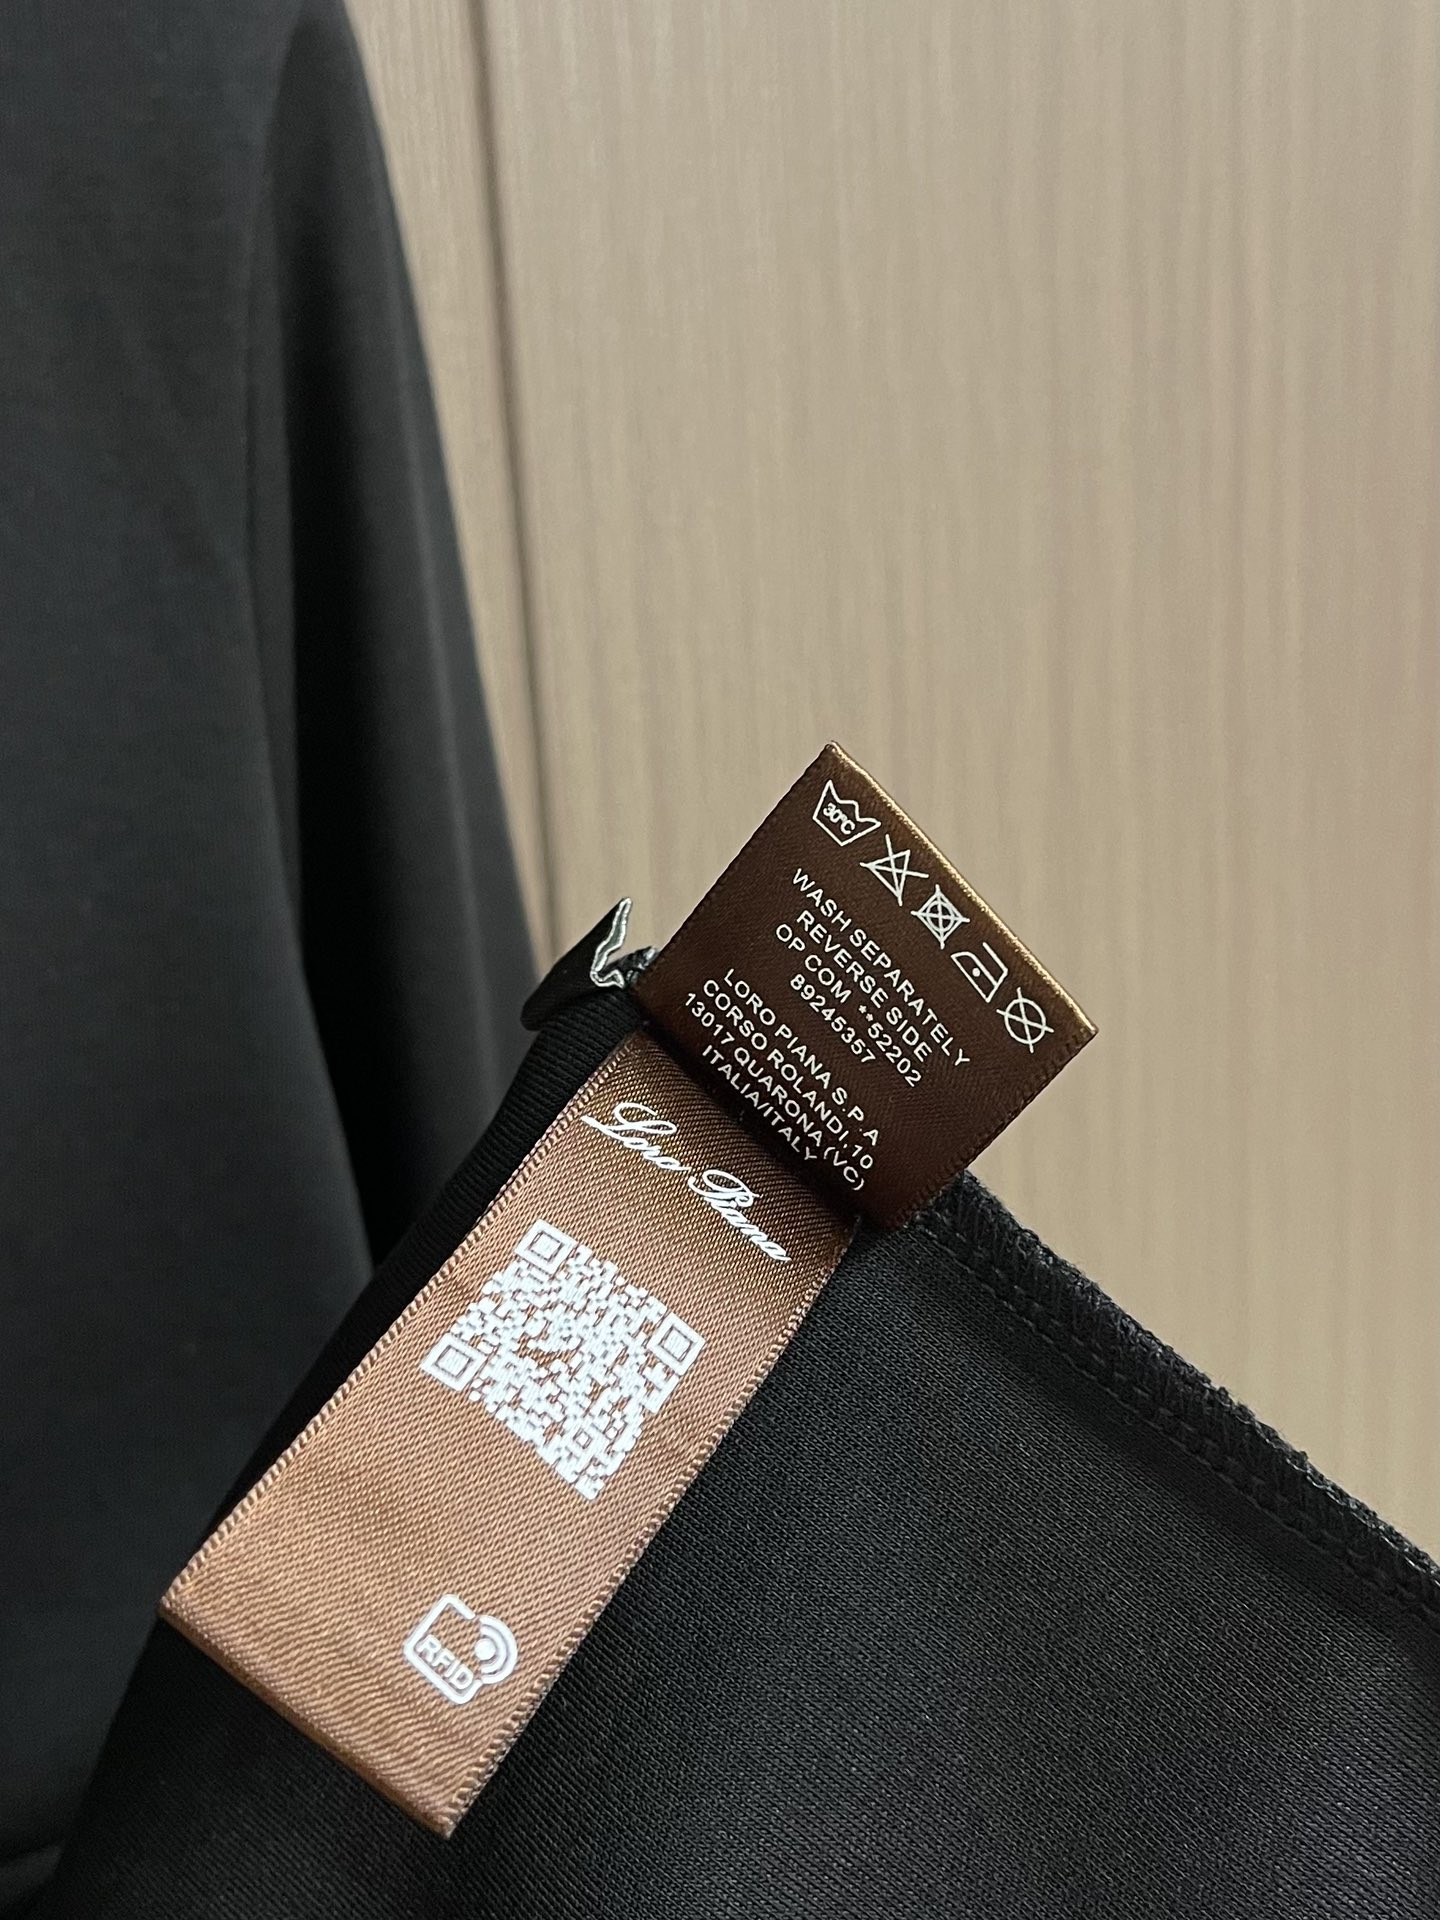 30°C
WASH SEPARATELY
REVERSE SIDE
OP COM **52202
89245357
LORO PIANA S.P.A
CORSO ROLANDI,10
13017 QUARONA (VC)
ITALIA/ITALY
Loro Piana
RFID